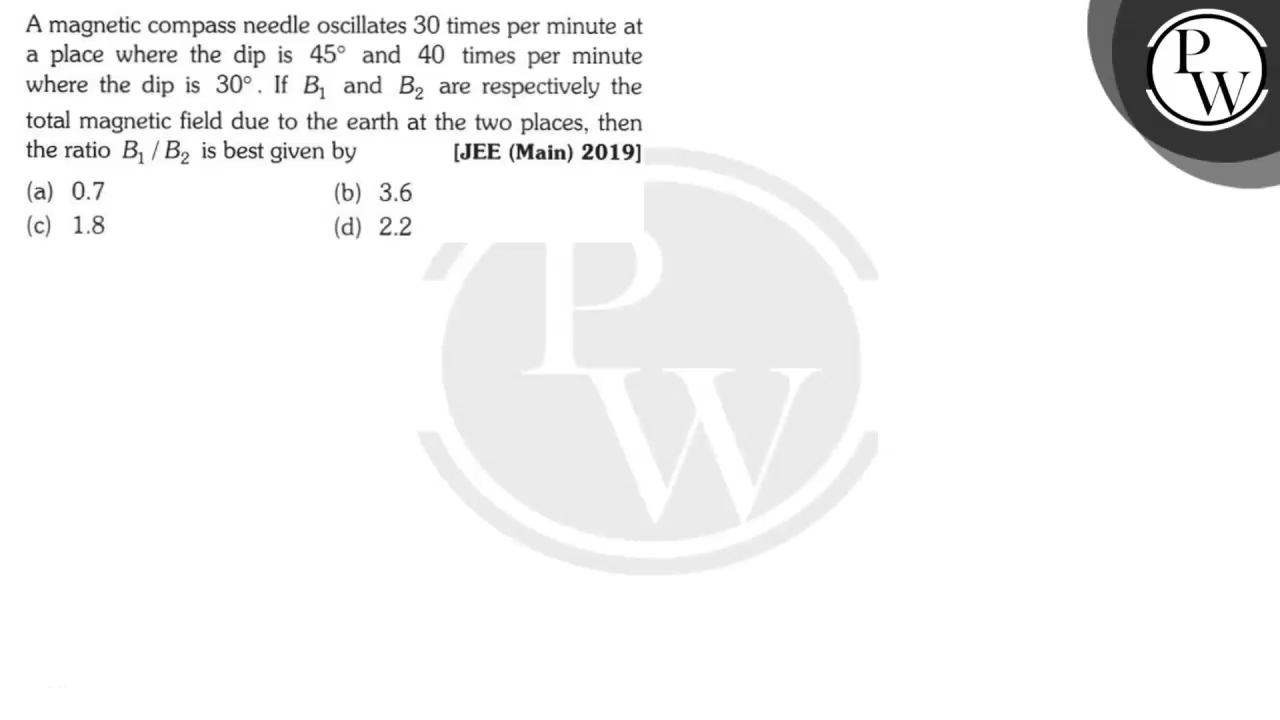 A magnetic compass needle oscillates 30 times per minute at
a place where the dip is 45° and 40 times per minute
where the dip is 30°. If B₁ and B₂ are respectively the
total magnetic field due to the earth at the two places, then
the ratio B₁ / B₂ is best given by [JEE (Main) 2019]
(a) 0.7 (b) 3.6
(c) 1.8 (d) 2.2
P
W
P
W